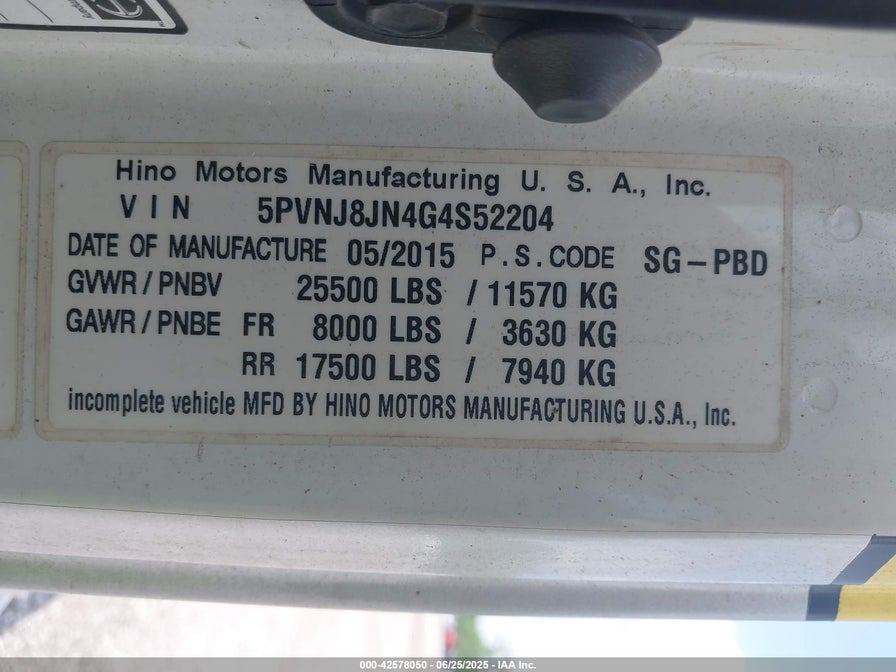 Hino Motors Manufacturing U. S. A., Inc.
VIN 5PVNJ8JN4G4S52204
DATE OF MANUFACTURE 05/2015 P.S.CODE SG-PBD
GVWR / PNBV 25500 LBS / 11570 KG
GAWR / PNBE FR 8000 LBS / 3630 KG
RR 17500 LBS / 7940 KG
incomplete vehicle MFD BY HINO MOTORS MANUFACTURING U.S.A., Inc.
000-42578050 - 06/25/2025 - IAA Inc.